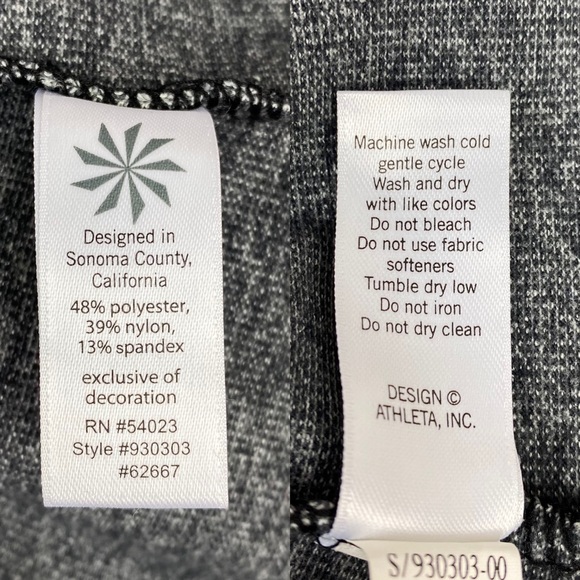 Designed in
Sonoma County,
California
48% polyester,
39% nylon,
13% spandex
exclusive of
decoration
RN #54023
Style #930303
#62667
Machine wash cold
gentle cycle
Wash and dry
with like colors
Do not bleach
Do not use fabric
softeners
Tumble dry low
Do not iron
Do not dry clean
DESIGN ©
ATHLETA, INC.
S/930303-00